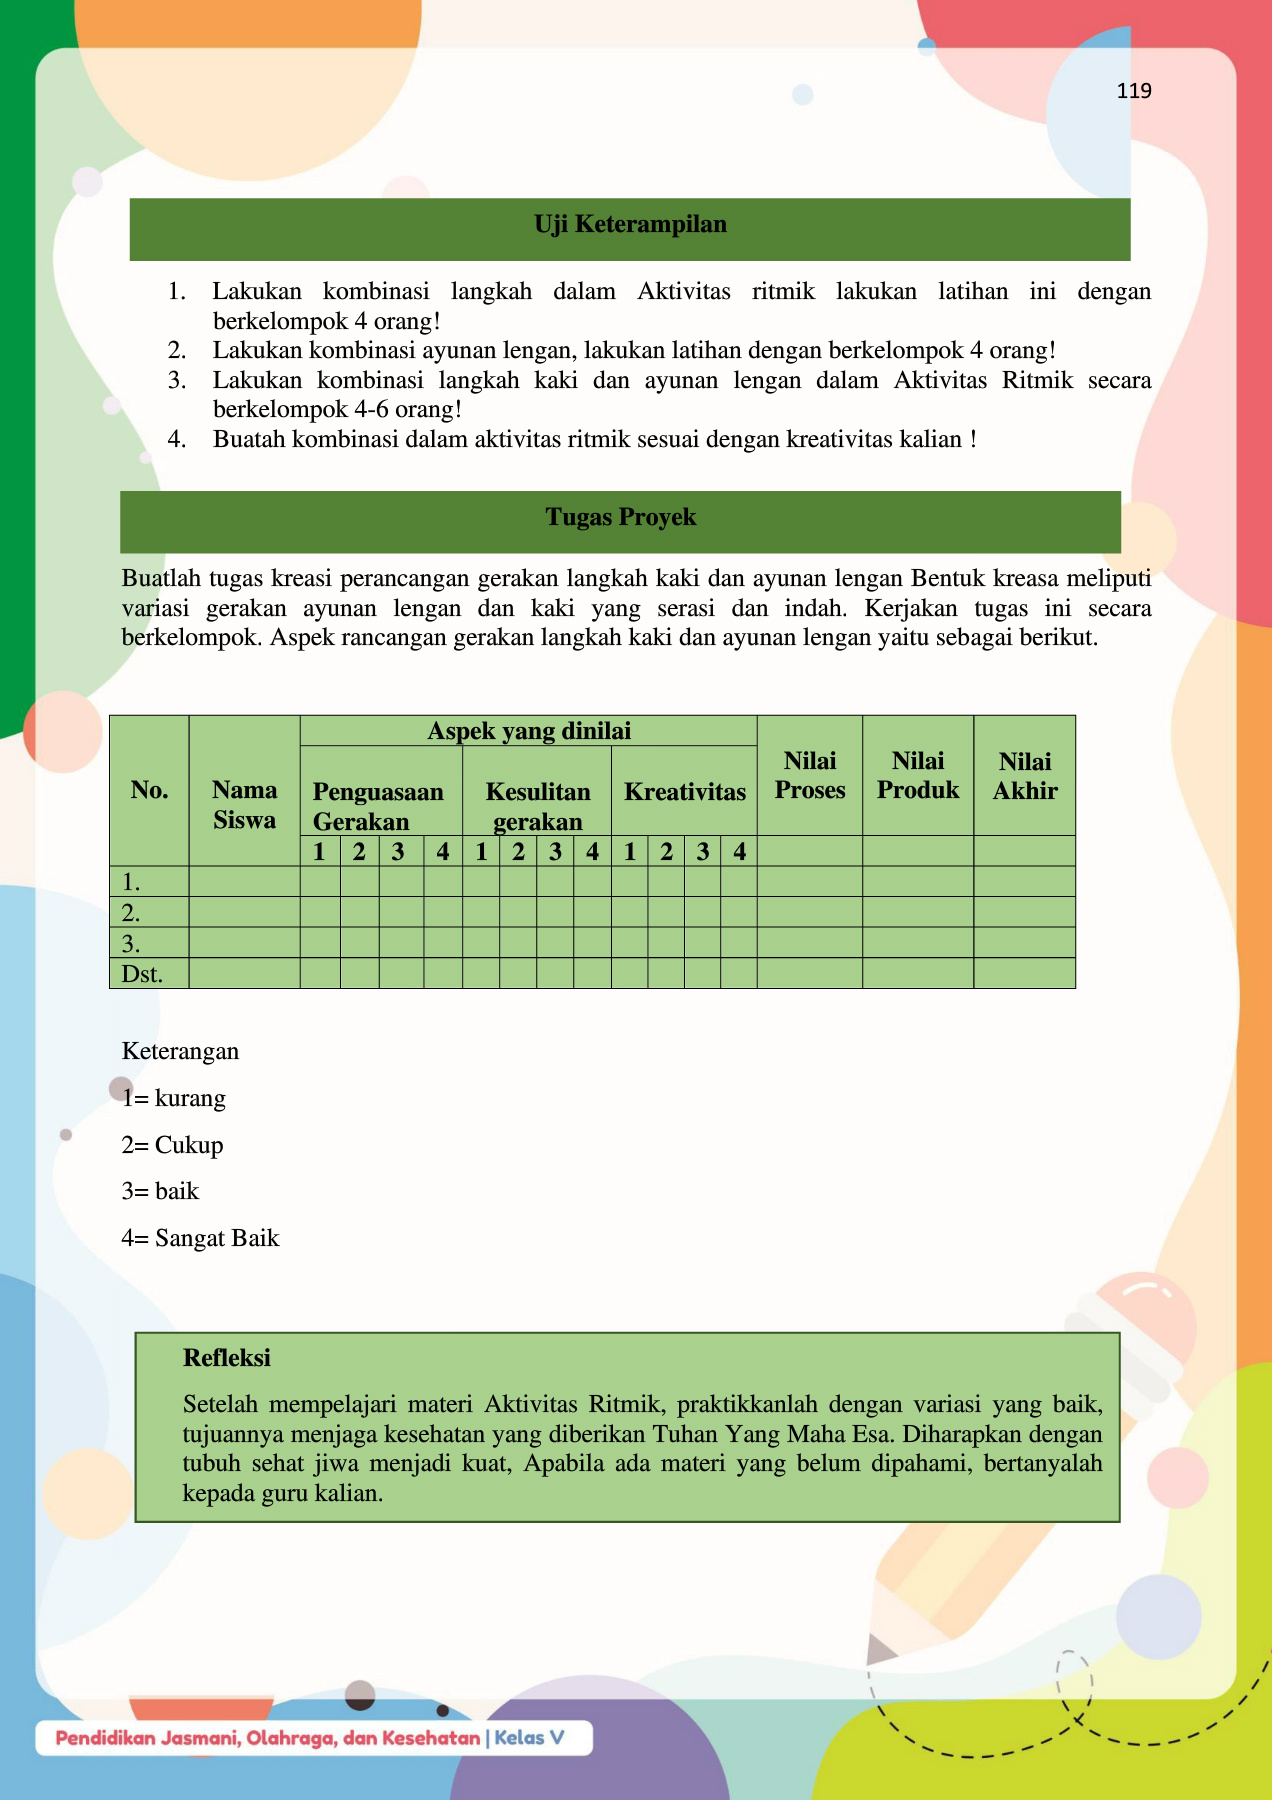 119
Uji Keterampilan
1. Lakukan kombinasi langkah dalam Aktivitas ritmik lakukan latihan ini dengan
berkelompok 4 orang!
2. Lakukan kombinasi ayunan lengan, lakukan latihan dengan berkelompok 4 orang!
3. Lakukan kombinasi langkah kaki dan ayunan lengan dalam Aktivitas Ritmik secara
berkelompok 4-6 orang!
4. Buatah kombinasi dalam aktivitas ritmik sesuai dengan kreativitas kalian !
Tugas Proyek
Buatlah tugas kreasi perancangan gerakan langkah kaki dan ayunan lengan Bentuk kreasa meliputi
variasi gerakan ayunan lengan dan kaki yang serasi dan indah. Kerjakan tugas ini secara
berkelompok. Aspek rancangan gerakan langkah kaki dan ayunan lengan yaitu sebagai berikut.
Aspek yang dinilai
Nilai Nilai Nilai
No. Nama Penguasaan Kesulitan Kreativitas Proses Produk Akhir
Siswa Gerakan gerakan
1 2 3 4 1 2 3 4 1 2 3 4
1.
2.
3.
Dst.
Keterangan
1= kurang
2= Cukup
3= baik
4= Sangat Baik
Refleksi
Setelah mempelajari materi Aktivitas Ritmik, praktikkanlah dengan variasi yang baik,
tujuannya menjaga kesehatan yang diberikan Tuhan Yang Maha Esa. Diharapkan dengan
tubuh sehat jiwa menjadi kuat, Apabila ada materi yang belum dipahami, bertanyalah
kepada guru kalian.
Pendidikan Jasmani, Olahraga, dan Kesehatan | Kelas V